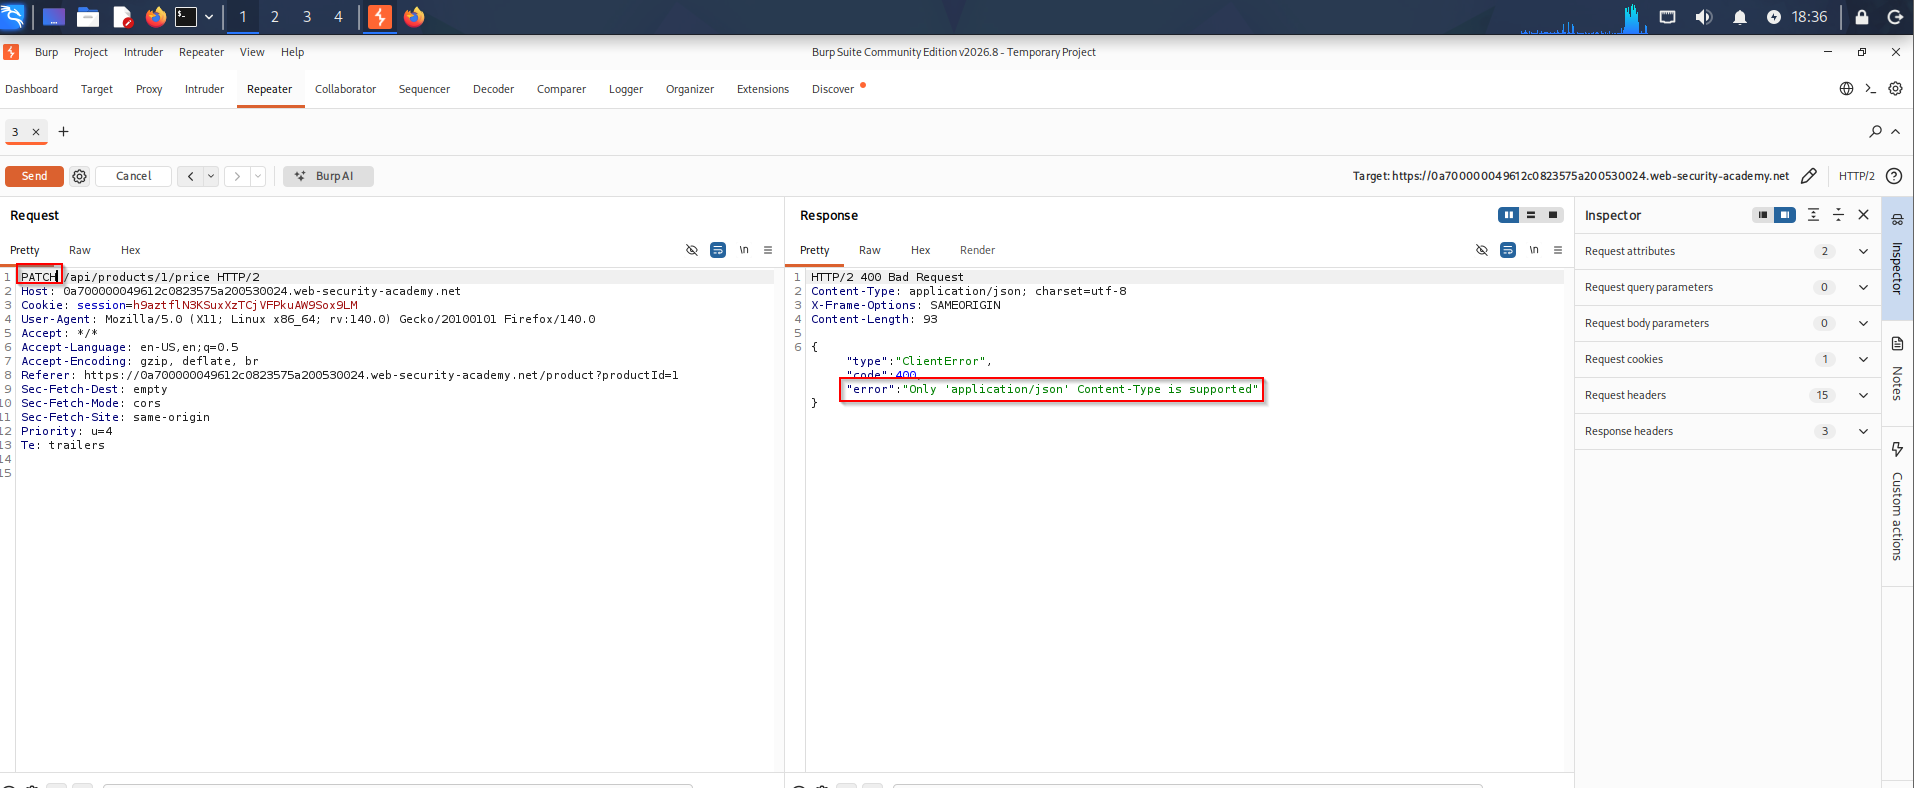 1 2 3 4 18:36
Burp Project Intruder Repeater View Help Burp Suite Community Edition v2026.8 - Temporary Project
Dashboard Target Proxy Intruder Repeater Collaborator Sequencer Decoder Comparer Logger Organizer Extensions Discover
3 × +
Send Cancel < > Burp AI Target: https://0a700000049612c0823575a200530024.web-security-academy.net HTTP/2 ?
Request
Pretty Raw Hex \n
1 PATCH /api/products/1/price HTTP/2
2 Host: 0a700000049612c0823575a200530024.web-security-academy.net
3 Cookie: session=h9aztflN3KSuxXzTCjVFPkuAW9Sox9LM
4 User-Agent: Mozilla/5.0 (X11; Linux x86_64; rv:140.0) Gecko/20100101 Firefox/140.0
5 Accept: */*
6 Accept-Language: en-US,en;q=0.5
7 Accept-Encoding: gzip, deflate, br
8 Referer: https://0a700000049612c0823575a200530024.web-security-academy.net/product?productId=1
9 Sec-Fetch-Dest: empty
10 Sec-Fetch-Mode: cors
11 Sec-Fetch-Site: same-origin
12 Priority: u=4
13 Te: trailers
14
15
Response
Pretty Raw Hex Render \n
1 HTTP/2 400 Bad Request
2 Content-Type: application/json; charset=utf-8
3 X-Frame-Options: SAMEORIGIN
4 Content-Length: 93
5
6 {
"type":"ClientError",
"code":400,
"error":"Only 'application/json' Content-Type is supported"
}
Inspector
Request attributes 2
Request query parameters 0
Request body parameters 0
Request cookies 1
Request headers 15
Response headers 3
Inspector
Notes
Custom actions